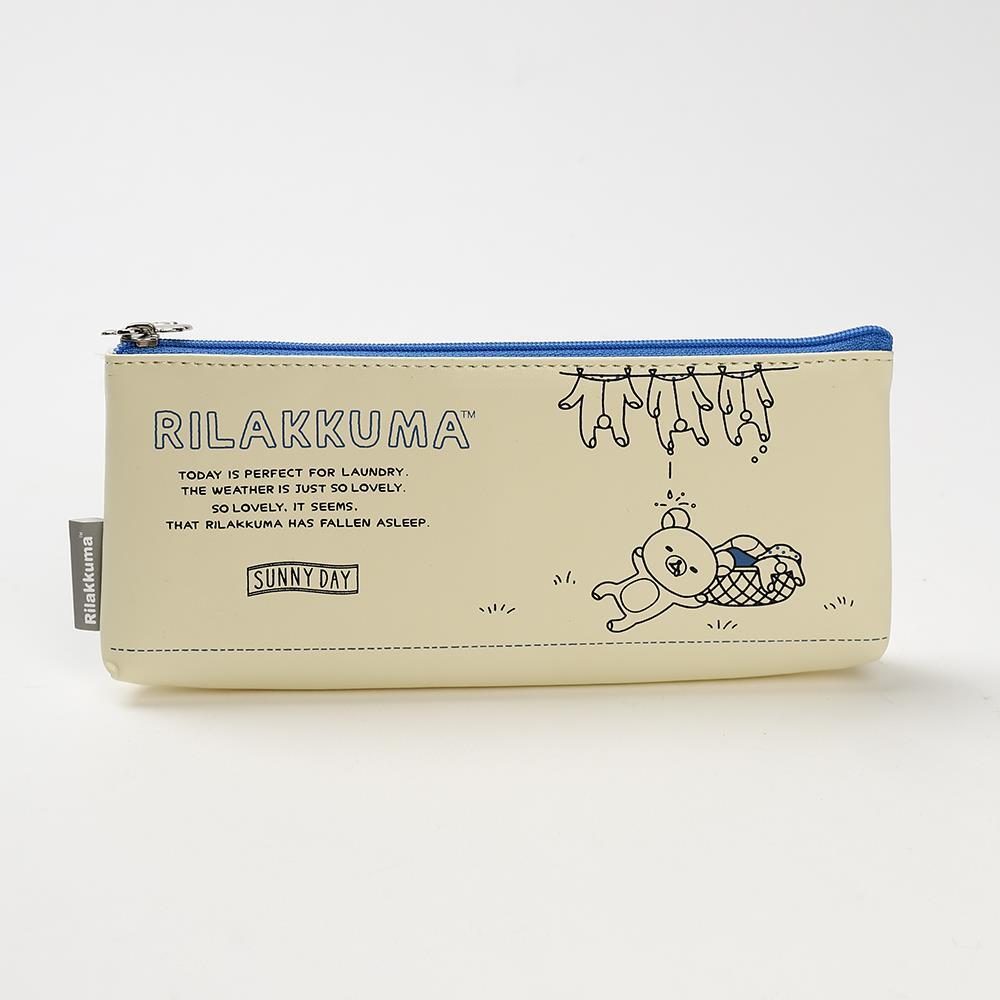 RILAKKUMA™
TODAY IS PERFECT FOR LAUNDRY.
THE WEATHER IS JUST SO LOVELY.
SO LOVELY, IT SEEMS,
THAT RILAKKUMA HAS FALLEN ASLEEP.
SUNNY DAY
Rilakkuma™